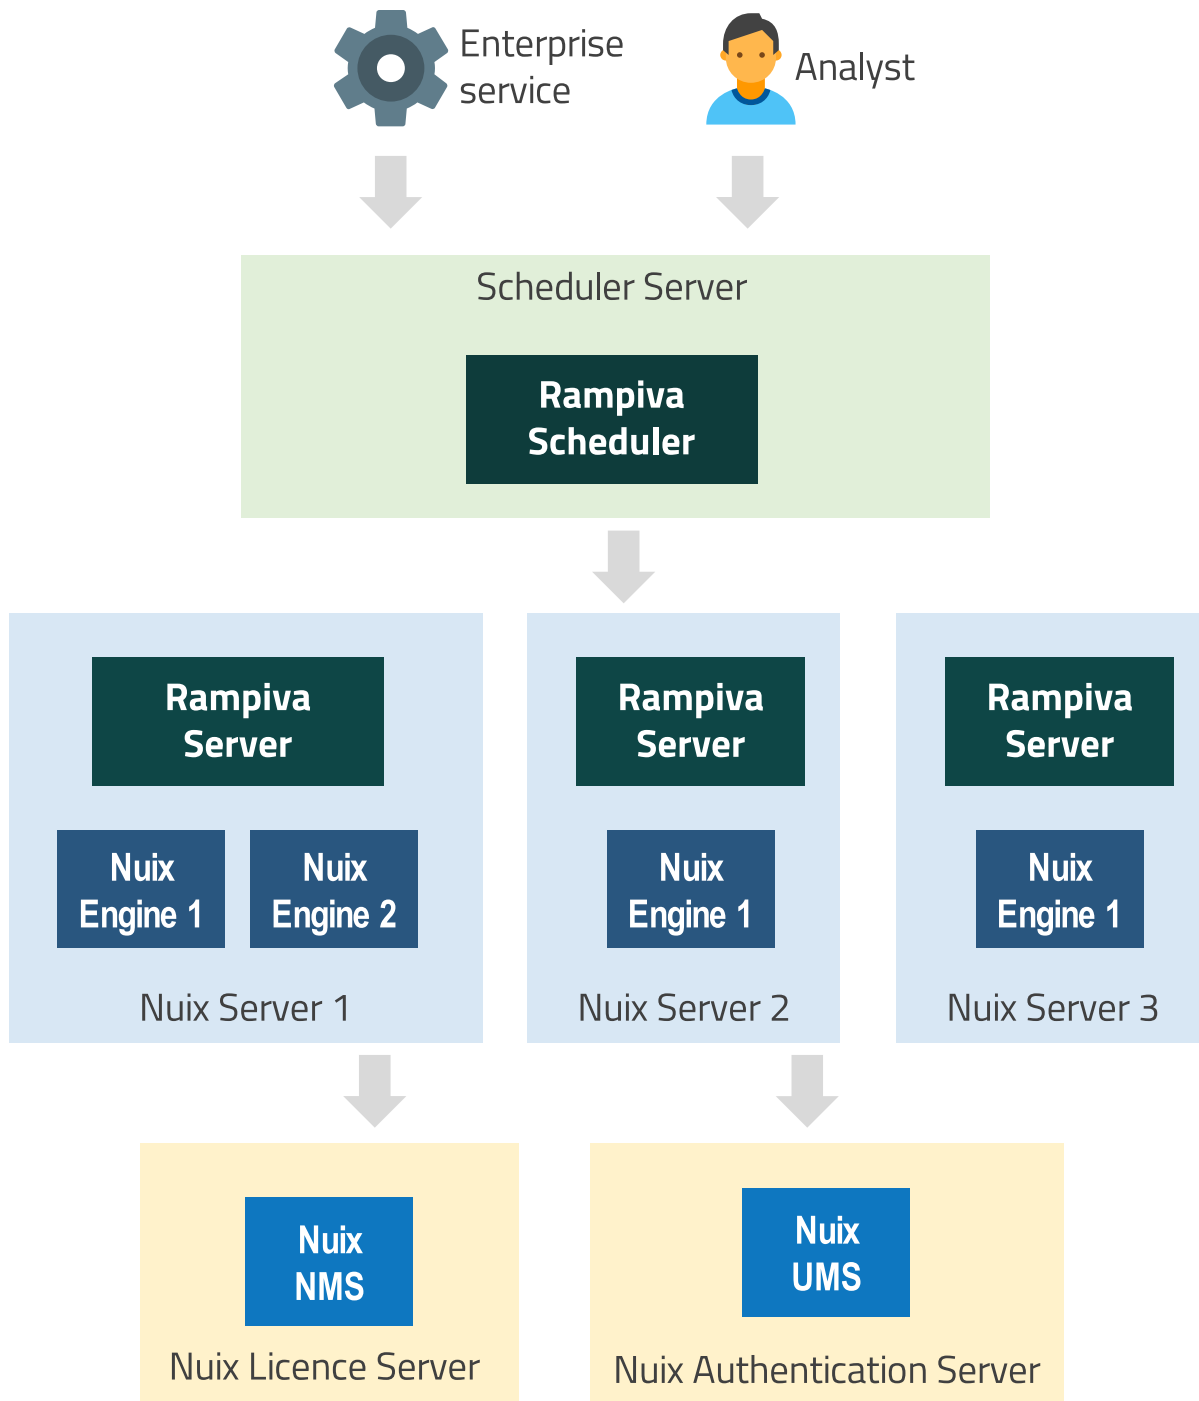 Enterprise
service
Analyst
Scheduler Server
Rampiva
Scheduler
Rampiva
Server
Rampiva
Server
Rampiva
Server
Nuix
Engine 1
Nuix
Engine 2
Nuix
Engine 1
Nuix
Engine 1
Nuix Server 1
Nuix Server 2
Nuix Server 3
Nuix
NMS
Nuix
UMS
Nuix Licence Server
Nuix Authentication Server